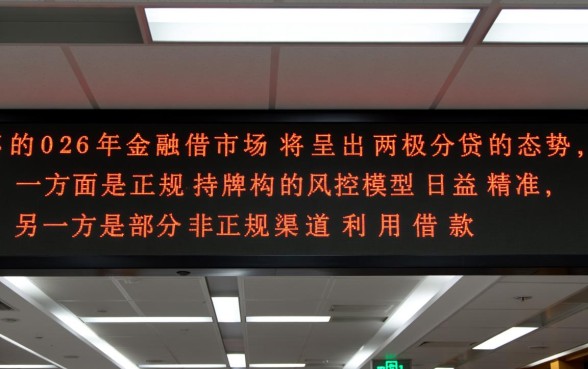 的026年金融借市场 将呈出 两极分贷的态势，
一方面是正规 持牌构的风控模型 日益 精准，
另一方是部分 非正规渠道 利 用 借 款